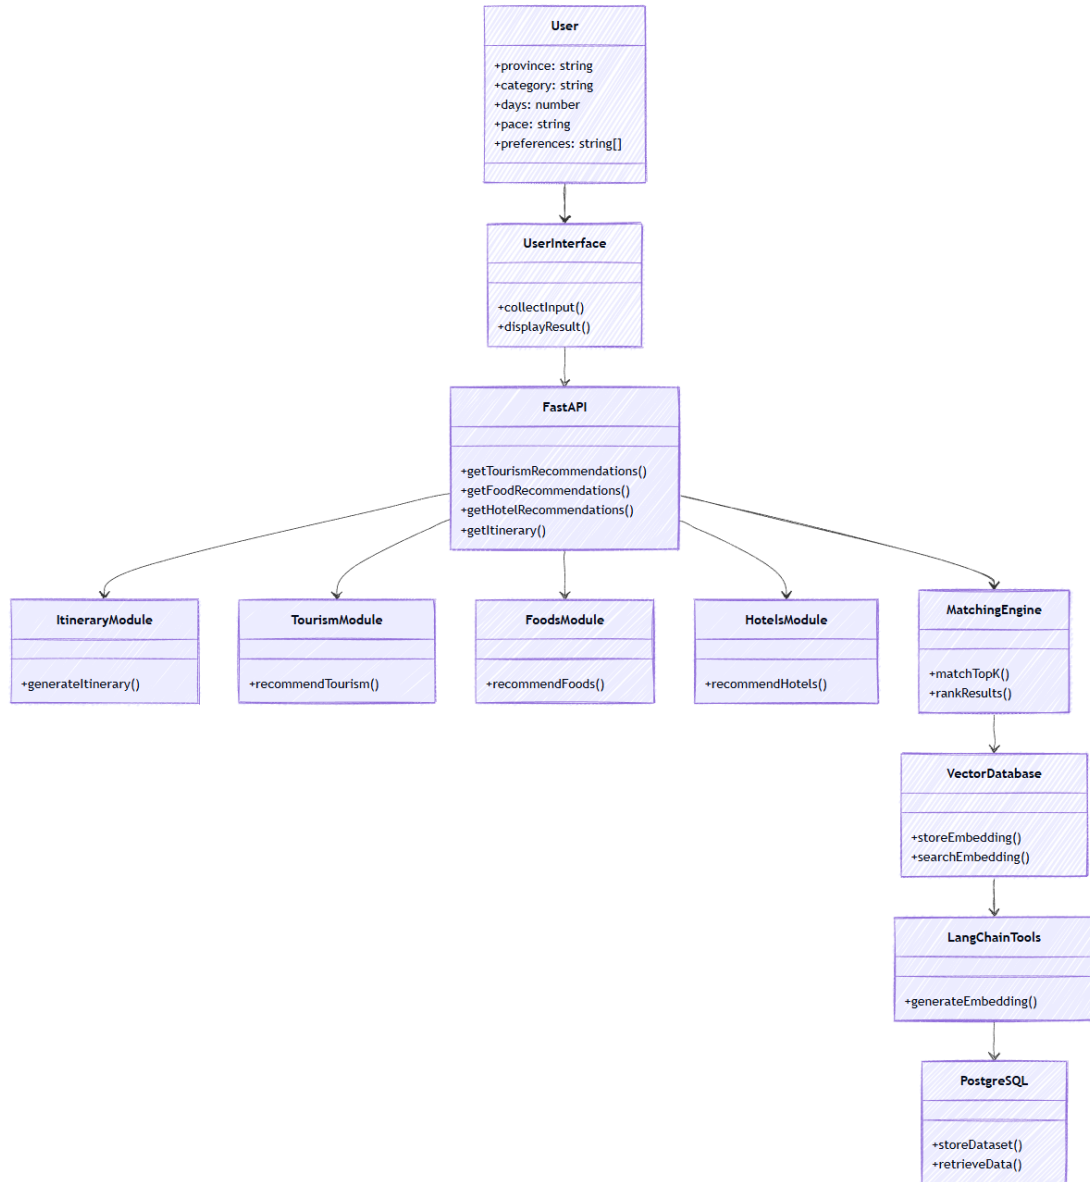 User
+province: string
+category: string
+days: number
+pace: string
+preferences: string[]
UserInterface
+collectInput()
+displayResult()
FastAPI
+getTourismRecommendations()
+getFoodRecommendations()
+getHotelRecommendations()
+getItinerary()
ItineraryModule
+generateItinerary()
TourismModule
+recommendTourism()
FoodsModule
+recommendFoods()
HotelsModule
+recommendHotels()
MatchingEngine
+matchTopK()
+rankResults()
VectorDatabase
+storeEmbedding()
+searchEmbedding()
LangChainTools
+generateEmbedding()
PostgreSQL
+storeDataset()
+retrieveData()